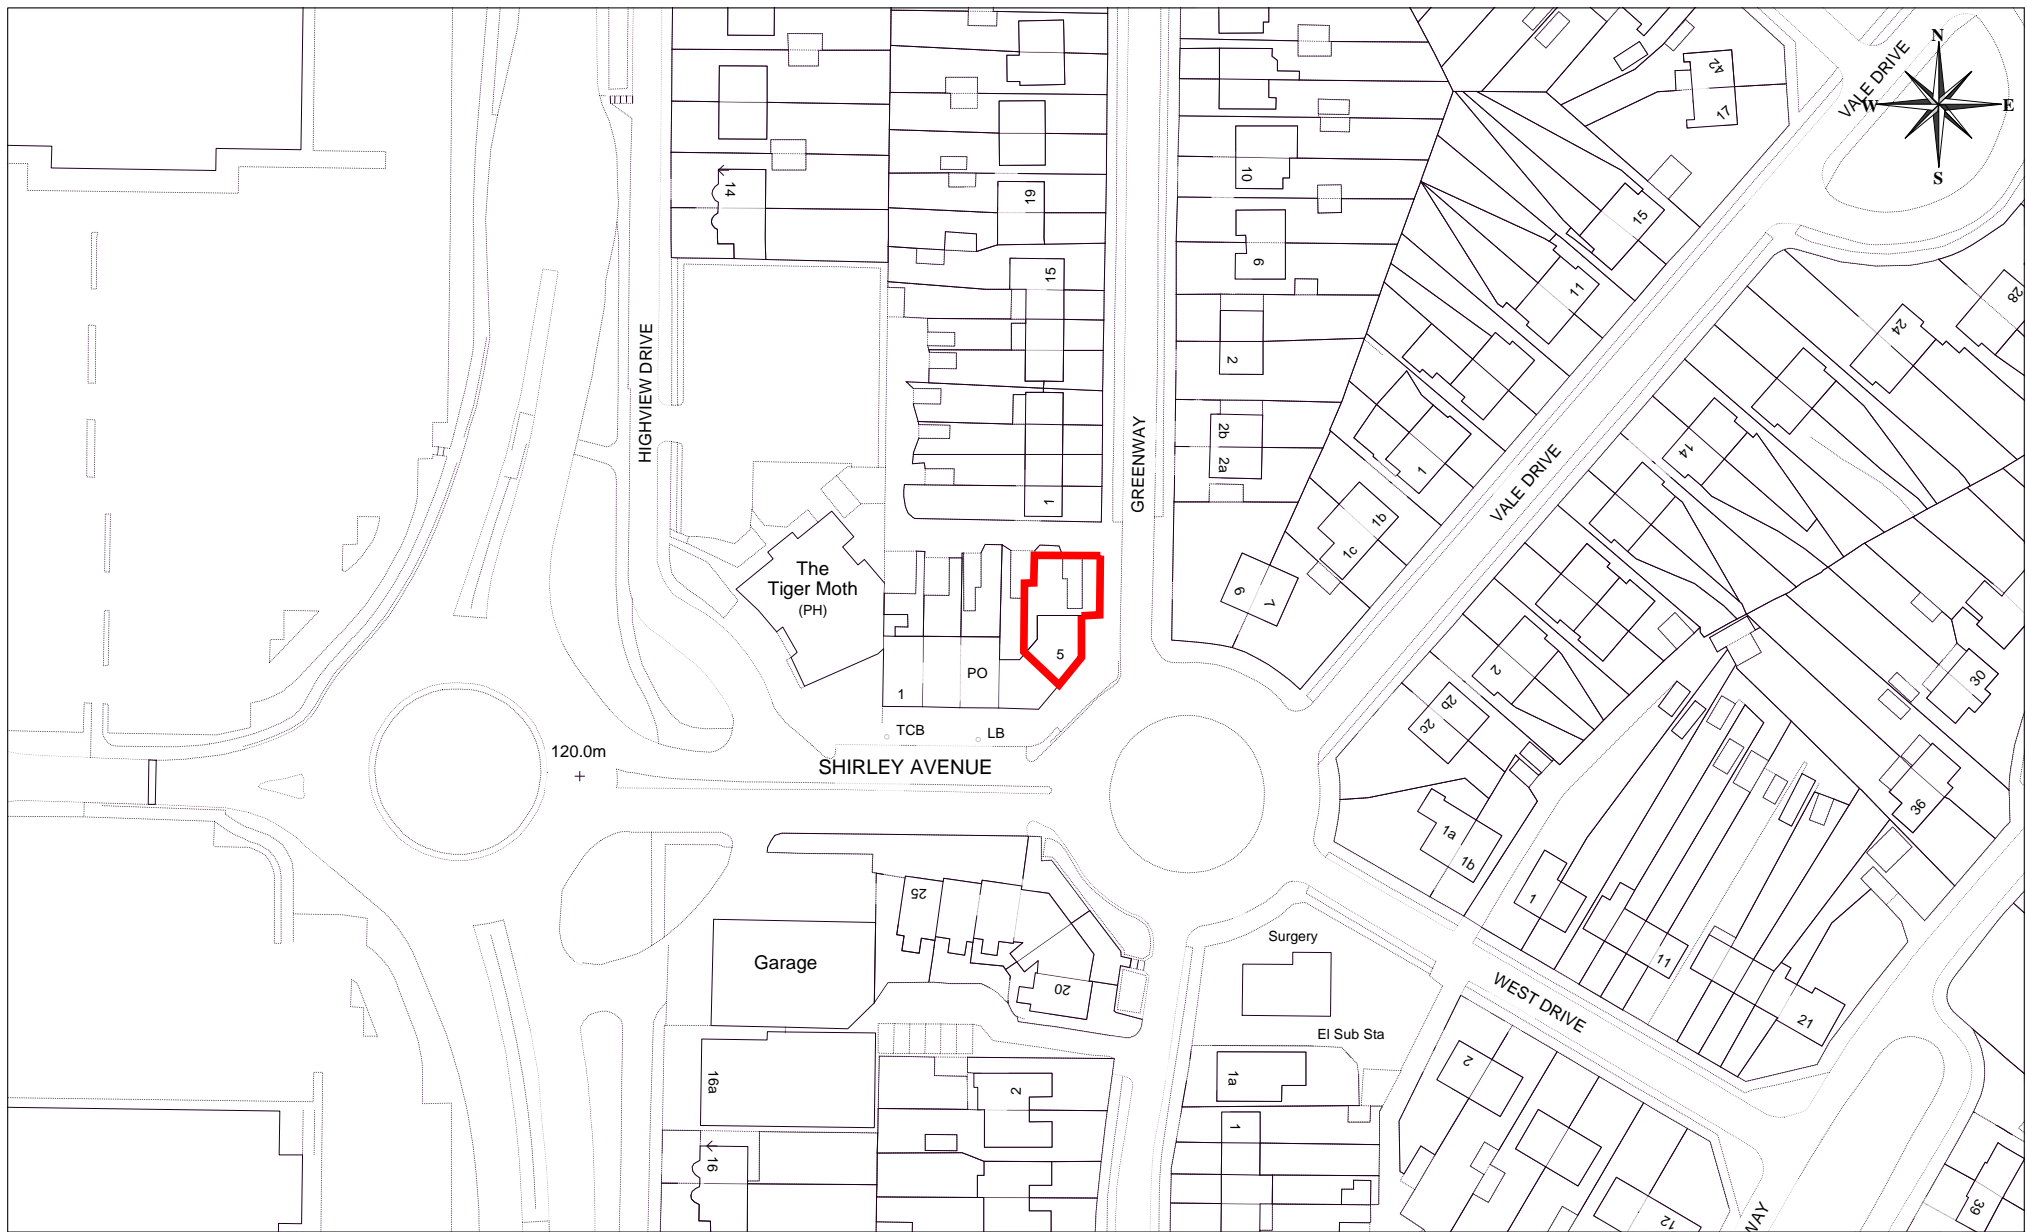 VALE DRIVE
N
W
E
S
42
17
14
10
19
15
15
6
11
28
24
HIGHVIEW DRIVE
2
GREENWAY
2b
2a
1
14
VALE DRIVE
1
1b
1c
The
Tiger Moth
(PH)
6
7
5
PO
1
2
30
2b
2c
TCB
LB
120.0m
SHIRLEY AVENUE
36
1a
1b
25
1
Surgery
Garage
11
20
WEST DRIVE
21
El Sub Sta
16a
2
1a
2
1
16
12
39
WAY